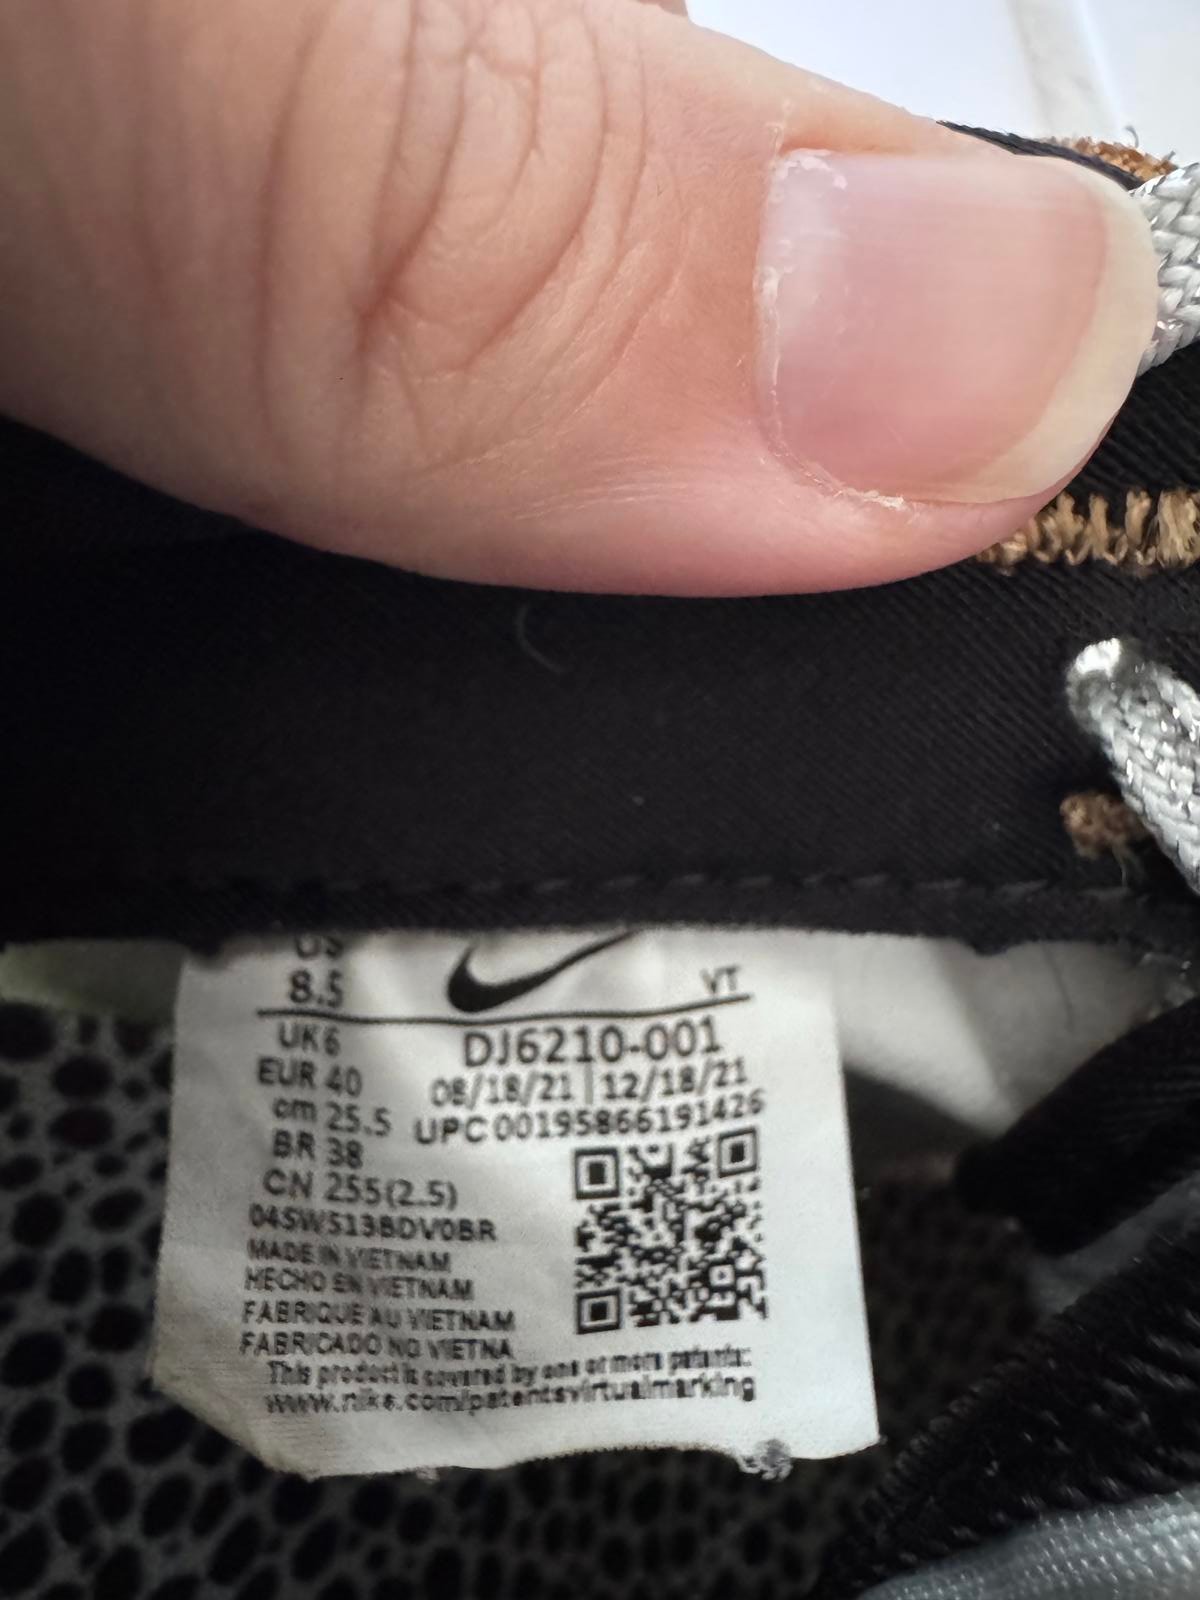 US
8.5
VT
UK 6
DJ6210-001
EUR 40
08/18/21 | 12/18/21
cm 25.5
UPC 00195866191426
BR 38
CN 255(2.5)
04SW513BDV0BR
MADE IN VIETNAM
HECHO EN VIETNAM
FABRIQUE AU VIETNAM
FABRICADO NO VIETNA
This product is covered by one or more patents:
www.nike.com/patentsvirtualmarking